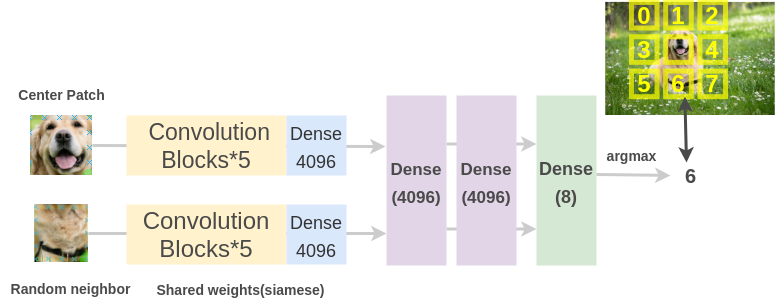 0 1 2
3 4
5 6 7
Center Patch
Convolution
Blocks*5
Dense
4096
Dense
(4096)
Dense
(4096)
Dense
(8)
argmax
6
Convolution
Blocks*5
Dense
4096
Random neighbor
Shared weights(siamese)